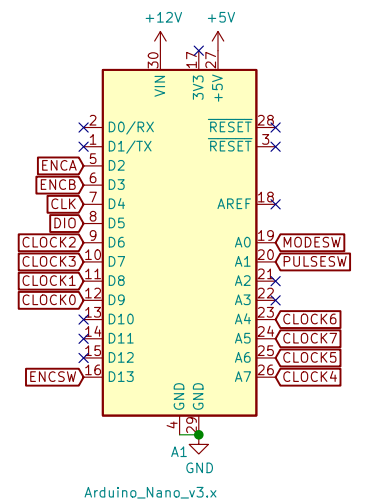 +12V +5V
30 17 27
VIN 3V3 +5V
2 D0/RX RESET 28
1 D1/TX RESET 3
ENCA 5 D2
ENCB 6 D3
CLK 7 D4 AREF 18
DIO 8 D5
CLOCK2 9 D6 A0 19 MODESW
CLOCK3 10 D7 A1 20 PULSESW
CLOCK1 11 D8 A2 21
CLOCK0 12 D9 A3 22
13 D10 A4 23 CLOCK6
14 D11 A5 24 CLOCK7
15 D12 A6 25 CLOCK5
ENCSW 16 D13 A7 26 CLOCK4
GND GND
4 29
A1
GND
Arduino_Nano_v3.x